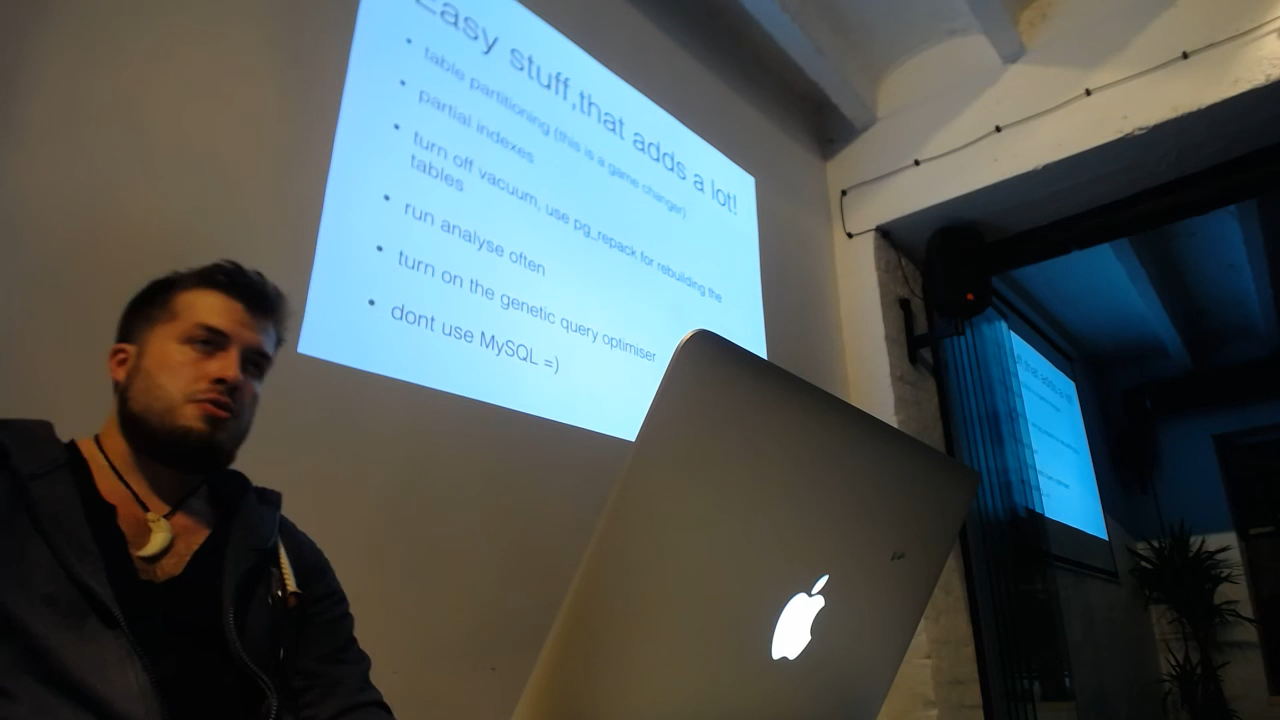 Easy stuff,that adds a lot!
• table partitioning (this is a game changer)
• partial indexes
• turn off vacuum, use pg_repack for rebuilding the
tables
• run analyse often
• turn on the genetic query optimiser
• dont use MySQL =)